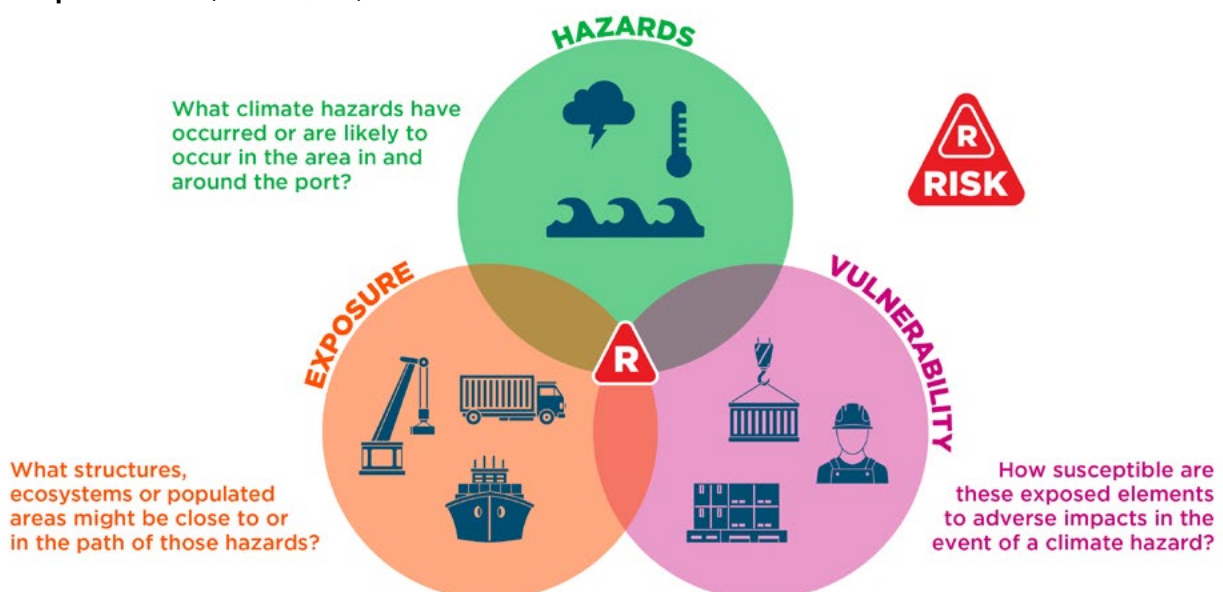 HAZARDS
What climate hazards have
occurred or are likely to
occur in the area in and
around the port?
R
RISK
EXPOSURE
VULNERABILITY
R
What structures,
ecosystems or populated
areas might be close to or
in the path of those hazards?
How susceptible are
these exposed elements
to adverse impacts in the
event of a climate hazard?